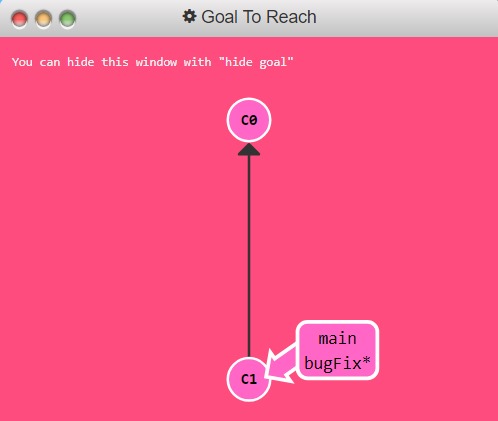 Goal To Reach
You can hide this window with "hide goal"
C0
main
bugFix*
C1